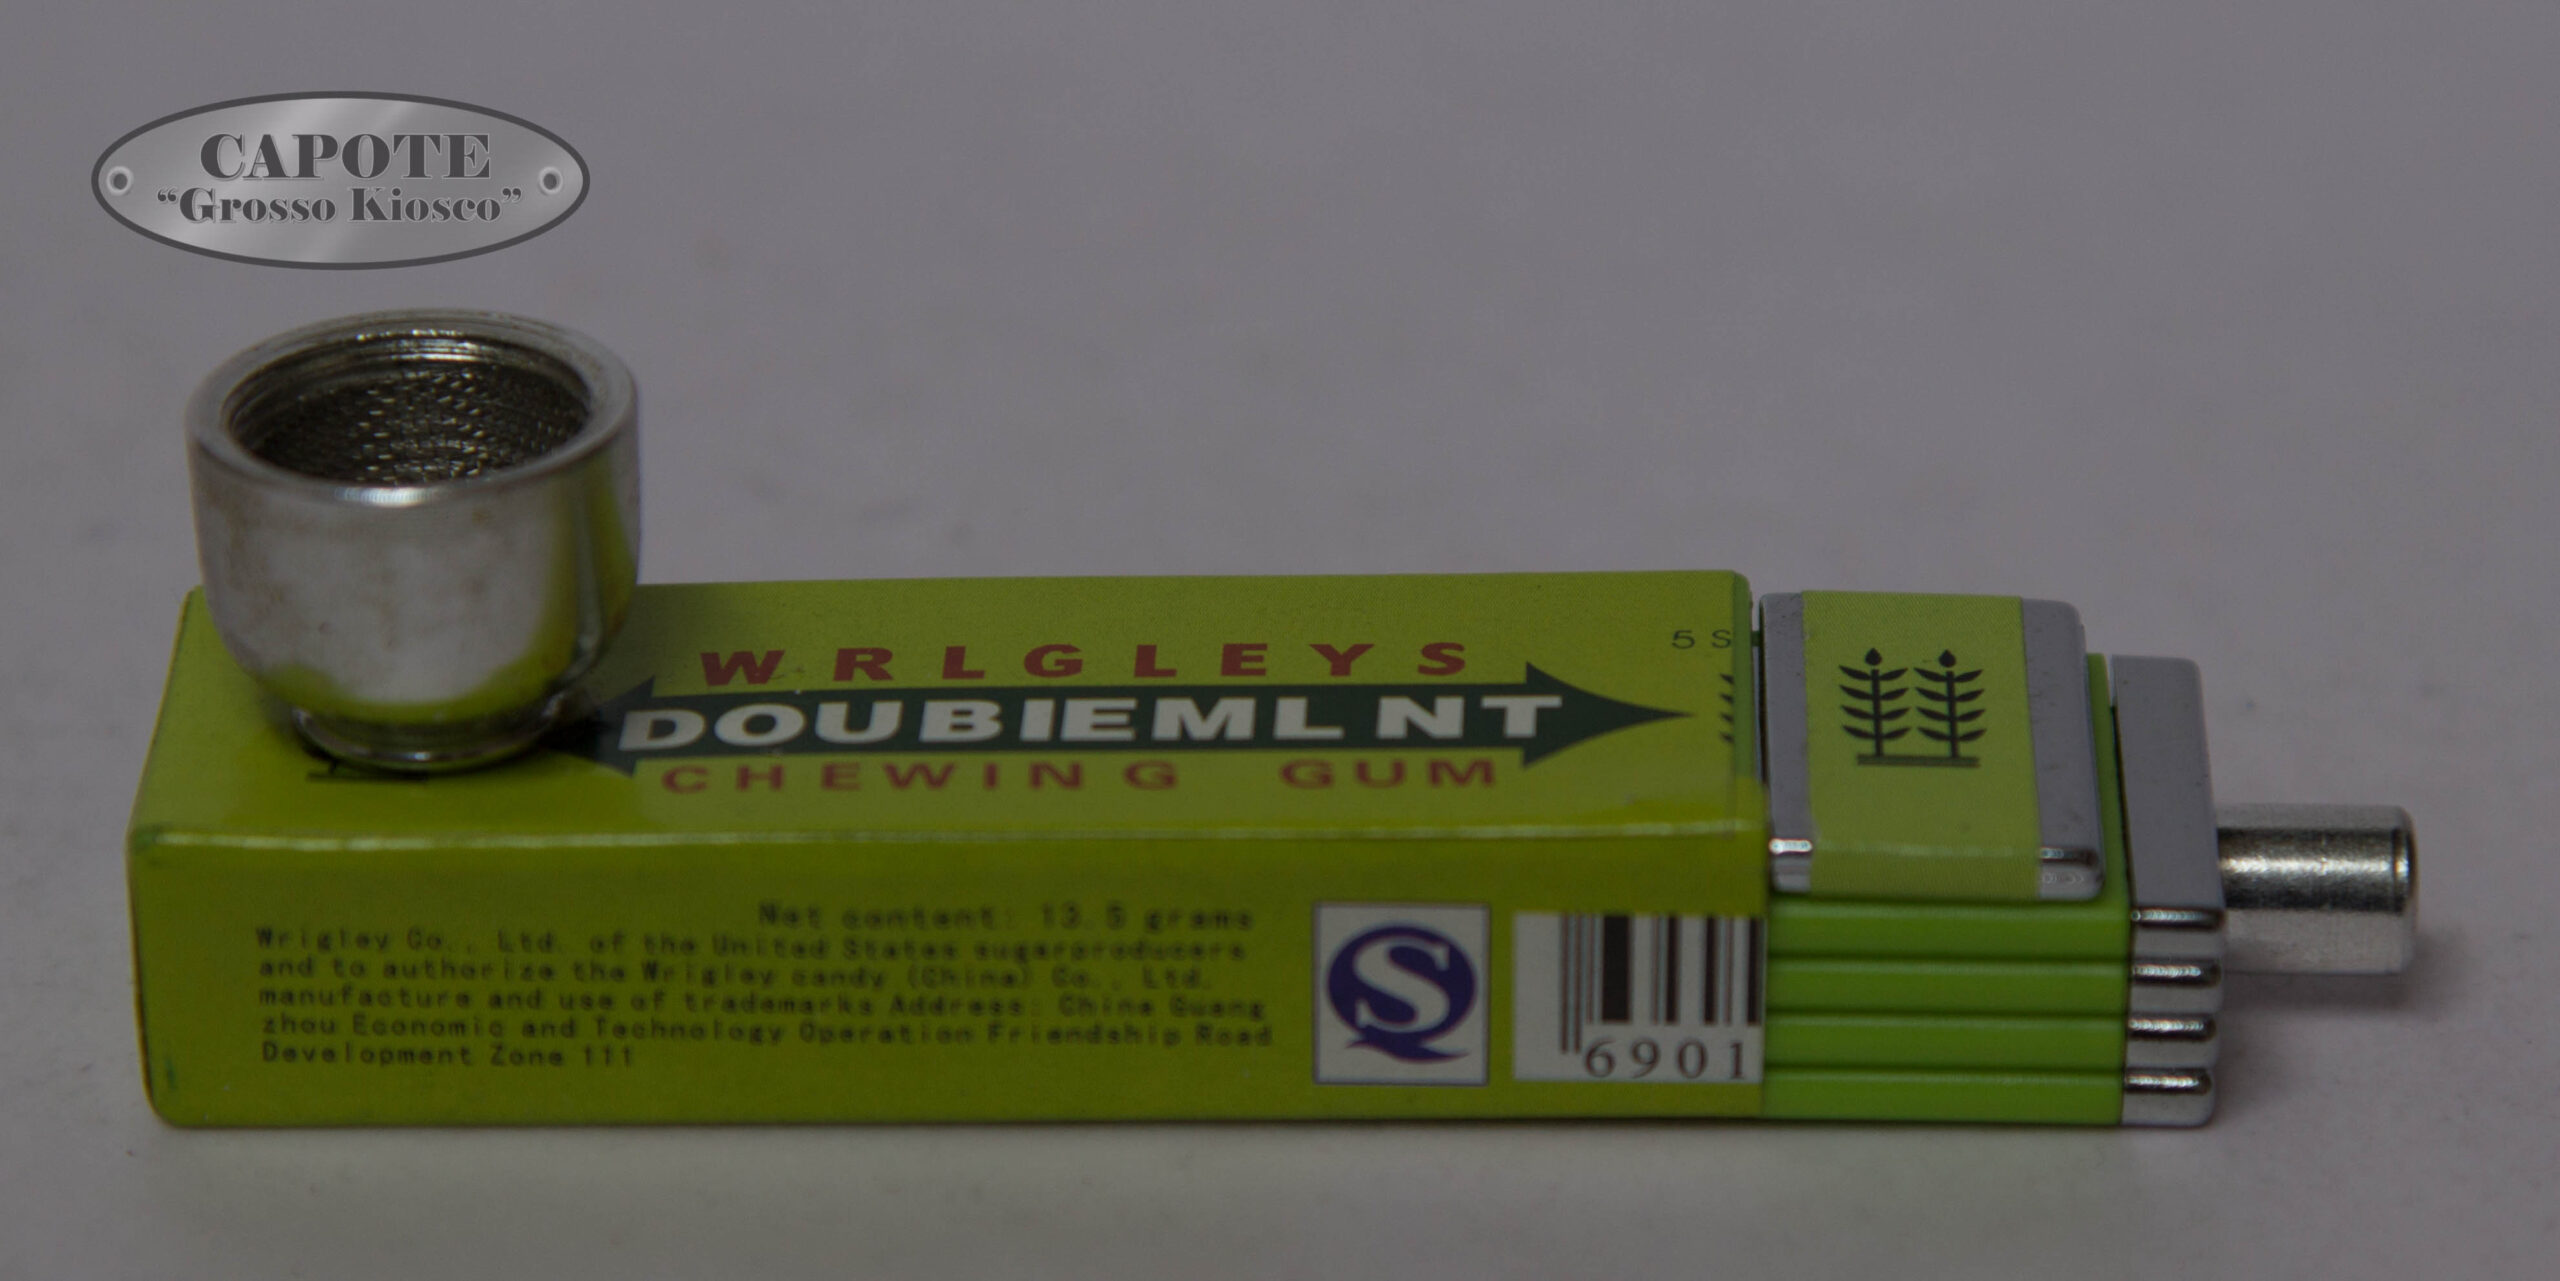 CAPOTE
“Grosso Kiosco”
WRLGLEYS
5 S
DOUBIEMLNT
CHEWING GUM
Net content: 13.5 grams
Wrigley Co., Ltd. of the United States sugarproducers
and to authorize the Wrigley candy (China) Co., Ltd.
manufacture and use of trademarks Address: China Guang
zhou Economic and Technology Operation Friendship Road
Development Zone 111
S
6901